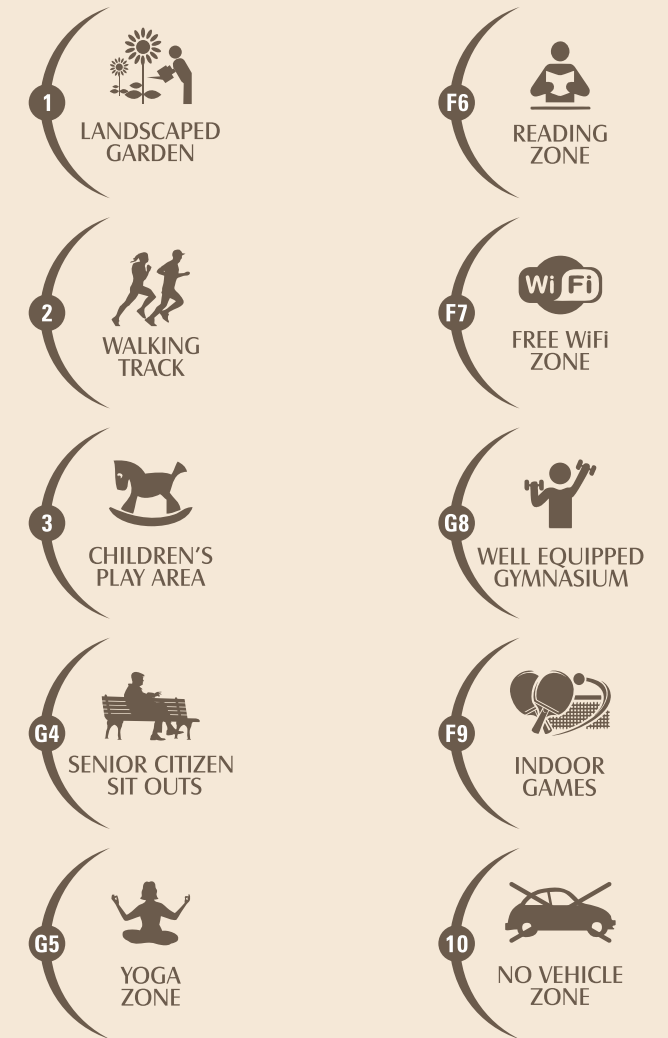 1
LANDSCAPED
GARDEN
2
WALKING
TRACK
3
CHILDREN'S
PLAY AREA
G4
SENIOR CITIZEN
SIT OUTS
G5
YOGA
ZONE
F6
READING
ZONE
F7
Wi Fi
FREE WiFi
ZONE
G8
WELL EQUIPPED
GYMNASIUM
F9
INDOOR
GAMES
10
NO VEHICLE
ZONE